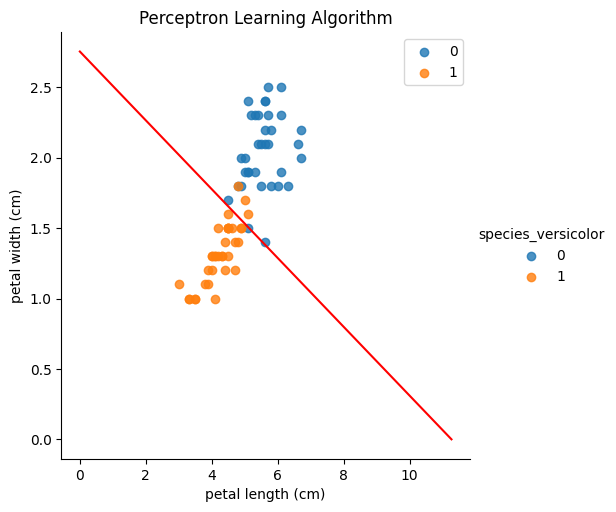 Perceptron Learning Algorithm
0
1
2.5
2.0
1.5
1.0
0.5
0.0
petal width (cm)
species_versicolor
0
1
0 2 4 6 8 10
petal length (cm)